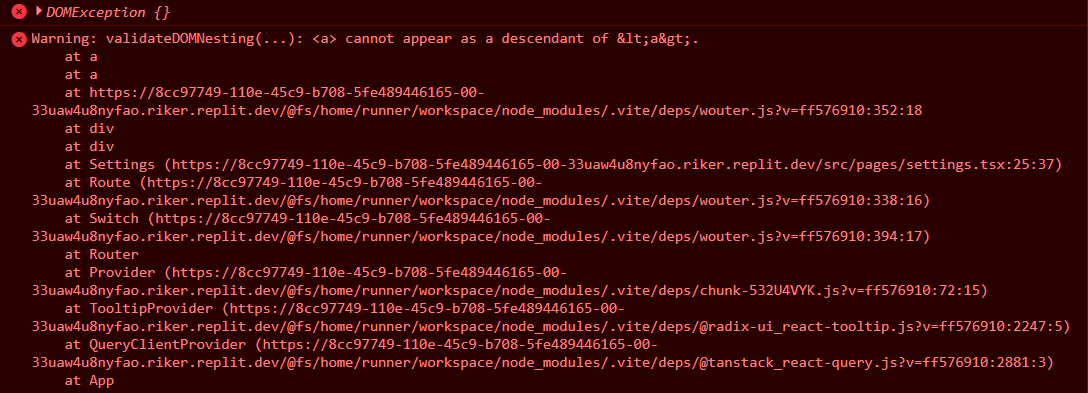 DOMException {}
Warning: validateDOMNesting(...): <a> cannot appear as a descendant of &lt;a&gt;.
at a
at a
at https://8cc97749-110e-45c9-b708-5fe489446165-00-
33uaw4u8nyfao.riker.replit.dev/@fs/home/runner/workspace/node_modules/.vite/deps/wouter.js?v=ff576910:352:18
at div
at div
at Settings (https://8cc97749-110e-45c9-b708-5fe489446165-00-33uaw4u8nyfao.riker.replit.dev/src/pages/settings.tsx:25:37)
at Route (https://8cc97749-110e-45c9-b708-5fe489446165-00-
33uaw4u8nyfao.riker.replit.dev/@fs/home/runner/workspace/node_modules/.vite/deps/wouter.js?v=ff576910:338:16)
at Switch (https://8cc97749-110e-45c9-b708-5fe489446165-00-
33uaw4u8nyfao.riker.replit.dev/@fs/home/runner/workspace/node_modules/.vite/deps/wouter.js?v=ff576910:394:17)
at Router
at Provider (https://8cc97749-110e-45c9-b708-5fe489446165-00-
33uaw4u8nyfao.riker.replit.dev/@fs/home/runner/workspace/node_modules/.vite/deps/chunk-532U4VYK.js?v=ff576910:72:15)
at TooltipProvider (https://8cc97749-110e-45c9-b708-5fe489446165-00-
33uaw4u8nyfao.riker.replit.dev/@fs/home/runner/workspace/node_modules/.vite/deps/@radix-ui_react-tooltip.js?v=ff576910:2247:5)
at QueryClientProvider (https://8cc97749-110e-45c9-b708-5fe489446165-00-
33uaw4u8nyfao.riker.replit.dev/@fs/home/runner/workspace/node_modules/.vite/deps/@tanstack_react-query.js?v=ff576910:2881:3)
at App